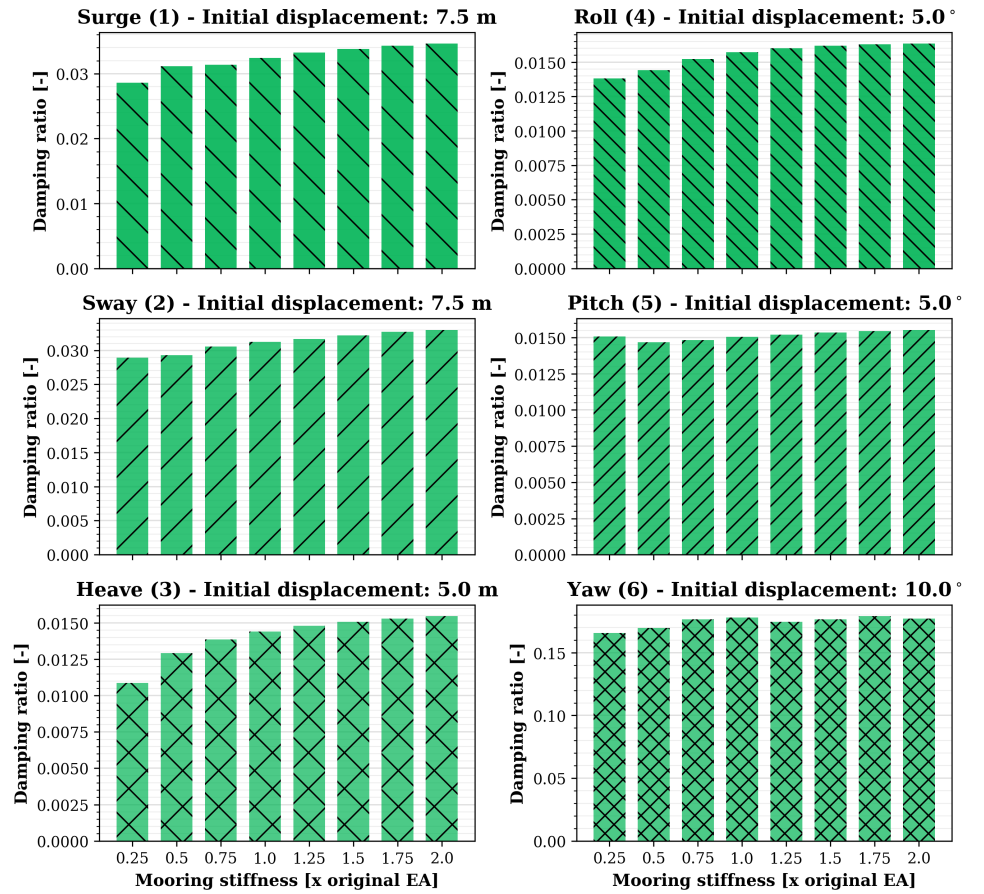 Surge (1) - Initial displacement: 7.5 m
Damping ratio [-]
0.03
0.02
0.01
0.00
Roll (4) - Initial displacement: 5.0°
Damping ratio [-]
0.0150
0.0125
0.0100
0.0075
0.0050
0.0025
0.0000
Sway (2) - Initial displacement: 7.5 m
Damping ratio [-]
0.030
0.025
0.020
0.015
0.010
0.005
0.000
Pitch (5) - Initial displacement: 5.0°
Damping ratio [-]
0.0150
0.0125
0.0100
0.0075
0.0050
0.0025
0.0000
Heave (3) - Initial displacement: 5.0 m
Damping ratio [-]
0.0150
0.0125
0.0100
0.0075
0.0050
0.0025
0.0000
0.25 0.5 0.75 1.0 1.25 1.5 1.75 2.0
Mooring stiffness [x original EA]
Yaw (6) - Initial displacement: 10.0°
Damping ratio [-]
0.15
0.10
0.05
0.00
0.25 0.5 0.75 1.0 1.25 1.5 1.75 2.0
Mooring stiffness [x original EA]